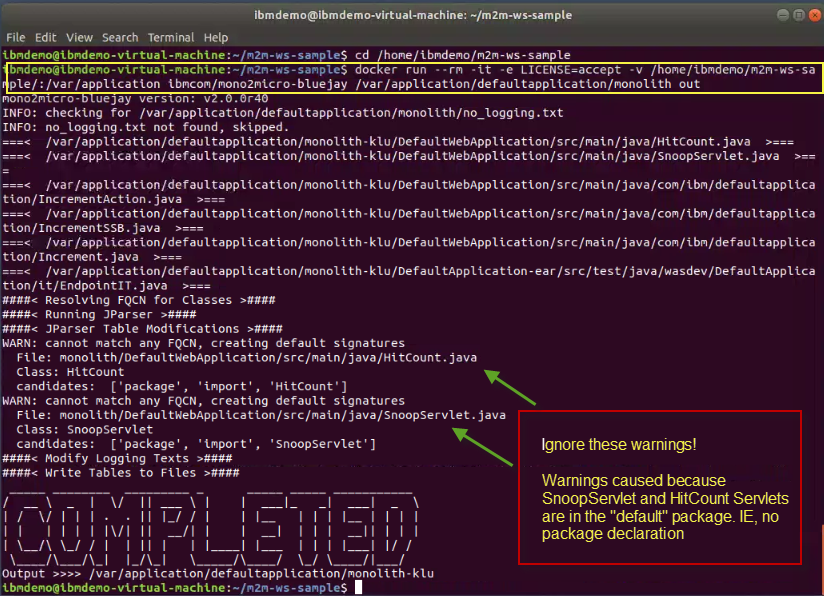 ibmdemo@ibmdemo-virtual-machine: ~/m2m-ws-sample
File Edit View Search Terminal Help
ibmdemo@ibmdemo-virtual-machine:~/m2m-ws-sample$ cd /home/ibmdemo/m2m-ws-sample
ibmdemo@ibmdemo-virtual-machine:~/m2m-ws-sample$ docker run --rm -it -e LICENSE=accept -v /home/ibmdemo/m2m-ws-sa
mple/:/var/application ibmcom/mono2micro-bluejay /var/application/defaultapplication/monolith out
mono2micro-bluejay version: v2.0.0r40
INFO: checking for /var/application/defaultapplication/monolith/no_logging.txt
INFO: no_logging.txt not found, skipped.
===< /var/application/defaultapplication/monolith-klu/DefaultWebApplication/src/main/java/HitCount.java >===
===< /var/application/defaultapplication/monolith-klu/DefaultWebApplication/src/main/java/SnoopServlet.java >==
=
===< /var/application/defaultapplication/monolith-klu/DefaultWebApplication/src/main/java/com/ibm/defaultapplica
tion/IncrementAction.java >===
===< /var/application/defaultapplication/monolith-klu/DefaultWebApplication/src/main/java/com/ibm/defaultapplica
tion/IncrementSSB.java >===
===< /var/application/defaultapplication/monolith-klu/DefaultWebApplication/src/main/java/com/ibm/defaultapplica
tion/Increment.java >===
===< /var/application/defaultapplication/monolith-klu/DefaultApplication-ear/src/test/java/wasdev/DefaultApplica
tion/it/EndpointIT.java >===
####< Resolving FQCN for Classes >####
####< Running JParser >####
####< JParser Table Modifications >####
WARN: cannot match any FQCN, creating default signatures
File: monolith/DefaultWebApplication/src/main/java/HitCount.java
Class: HitCount
candidates: ['package', 'import', 'HitCount']
WARN: cannot match any FQCN, creating default signatures
File: monolith/DefaultWebApplication/src/main/java/SnoopServlet.java
Class: SnoopServlet
candidates: ['package', 'import', 'SnoopServlet']
####< Modify Logging Texts >####
####< Write Tables to Files >####
COMPLETED
Output >>>> /var/application/defaultapplication/monolith-klu
ibmdemo@ibmdemo-virtual-machine:~/m2m-ws-sample$
Ignore these warnings!
Warnings caused because
SnoopServlet and HitCount Servlets
are in the "default" package. IE, no
package declaration